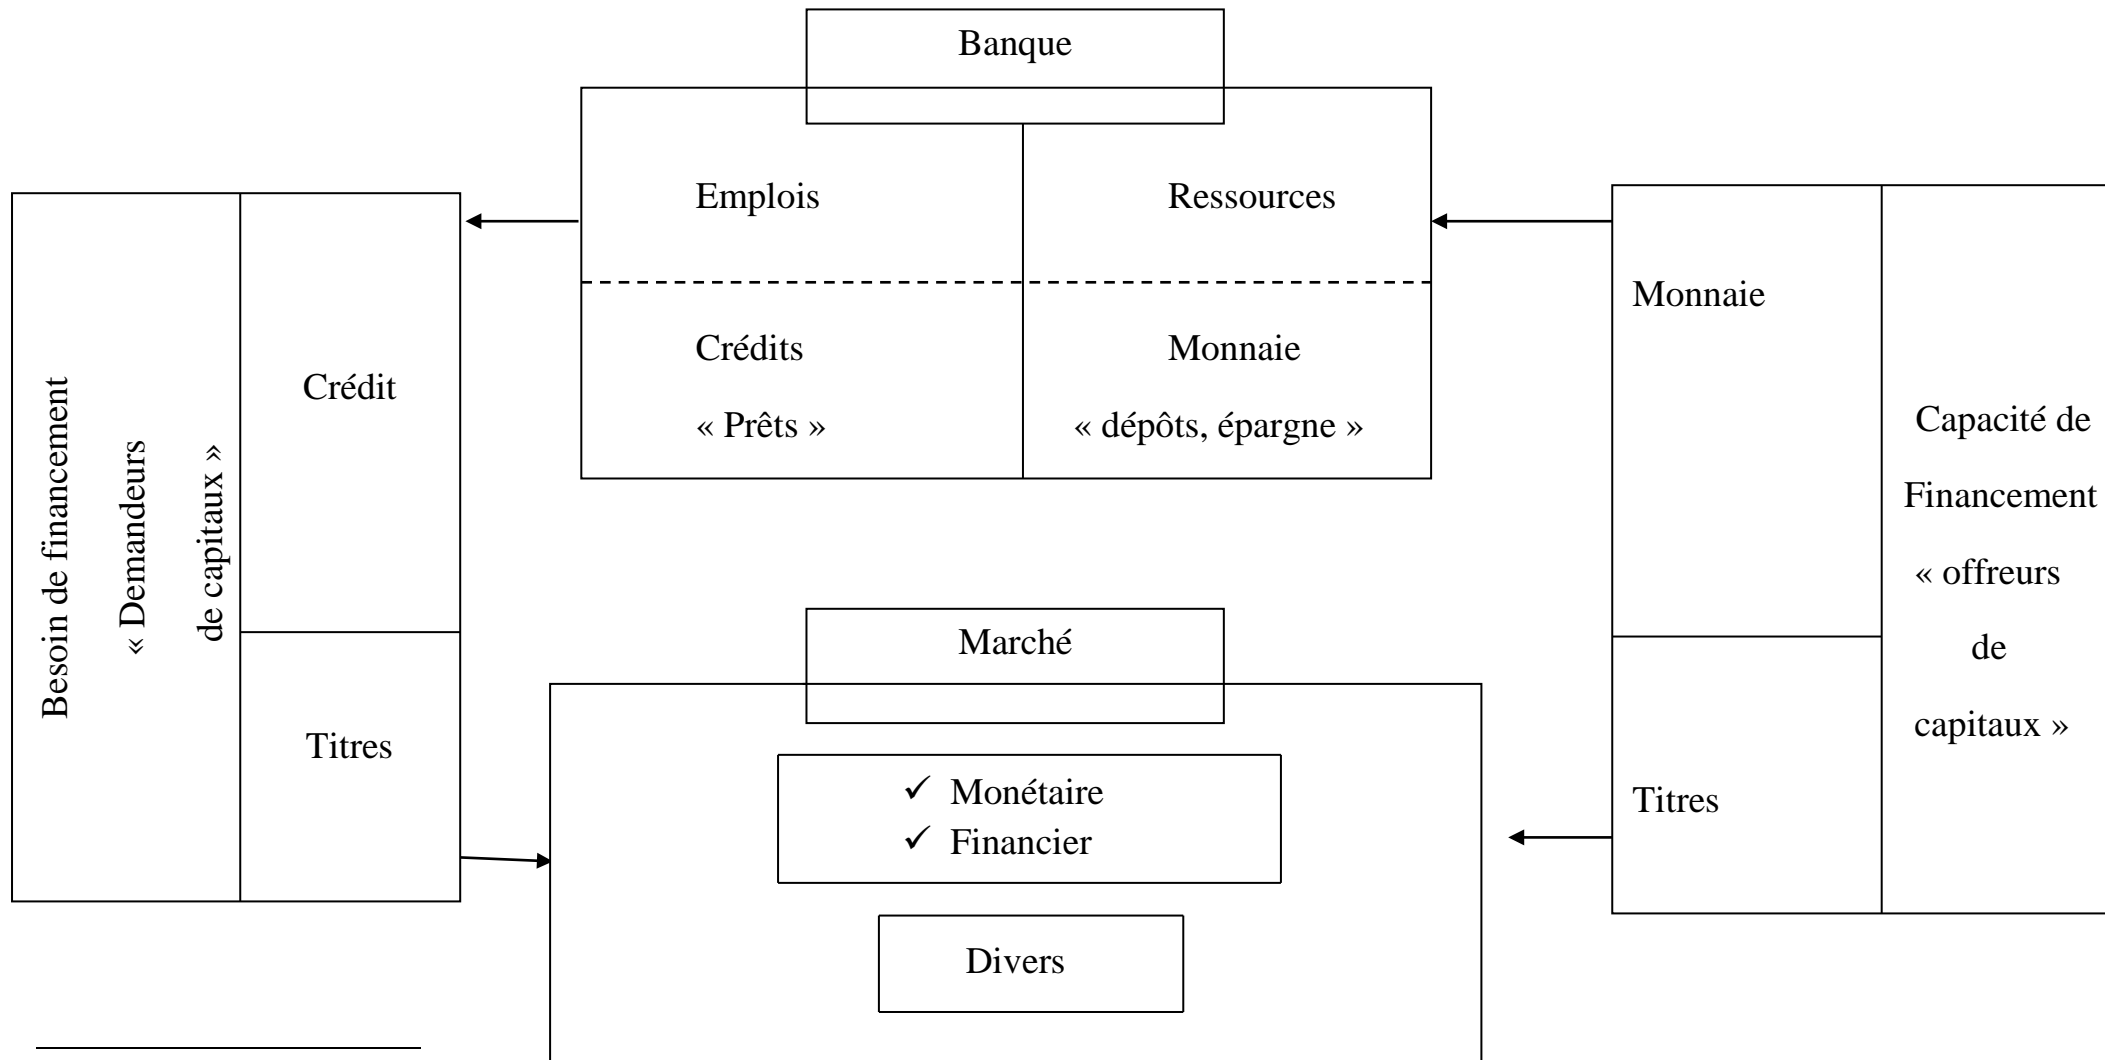 Banque
Emplois
Ressources
Crédits
« Prêts »
Monnaie
« dépôts, épargne »
Besoin de financement
« Demandeurs
de capitaux »
Crédit
Titres
Monnaie
Titres
Capacité de
Financement
« offreurs
de
capitaux »
Marché
✓ Monétaire
✓ Financier
Divers